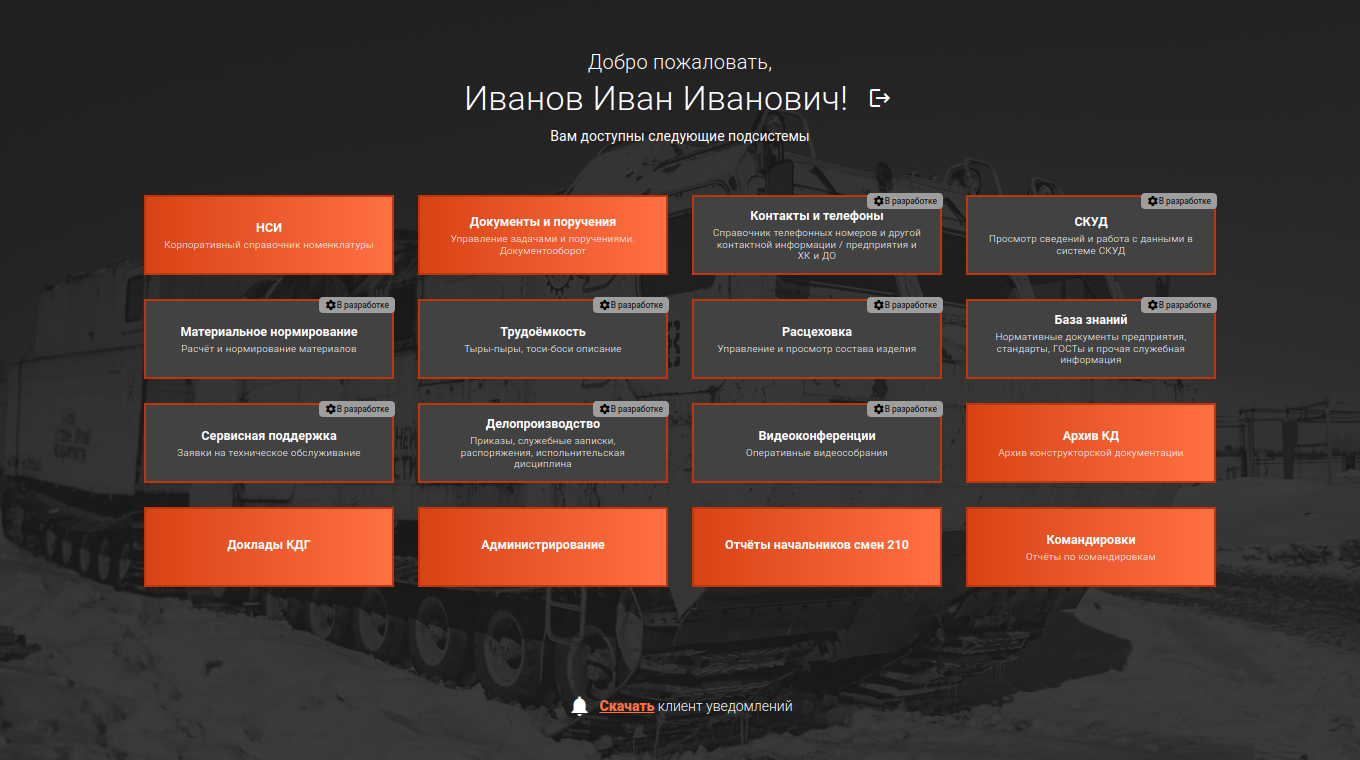 Добро пожаловать,
Иванов Иван Иванович!
Вам доступны следующие подсистемы
НСИ
Корпоративный справочник номенклатуры
Документы и поручения
Управление задачами и поручениями.
Документооборот
В разработке
Контакты и телефоны
Справочник телефонных номеров и другой
контактной информации / предприятия и
ХК и ДО
В разработке
СКУД
Просмотр сведений и работа с данными в
системе СКУД
В разработке
Материальное нормирование
Расчёт и нормирование материалов
В разработке
Трудоёмкость
Тыры-пыры, тоси-боси описание
В разработке
Расцеховка
Управление и просмотр состава изделия
В разработке
База знаний
Нормативные документы предприятия,
стандарты, ГОСТы и прочая служебная
информация
В разработке
Сервисная поддержка
Заявки на техническое обслуживание
В разработке
Делопроизводство
Приказы, служебные записки,
распоряжения, испольнительская
дисциплина
В разработке
Видеоконференции
Оперативные видеособрания
Архив КД
Архив конструкторской документации
Доклады КДГ
Администрирование
Отчёты начальников смен 210
Командировки
Отчёты по командировкам
Скачать клиент уведомлений